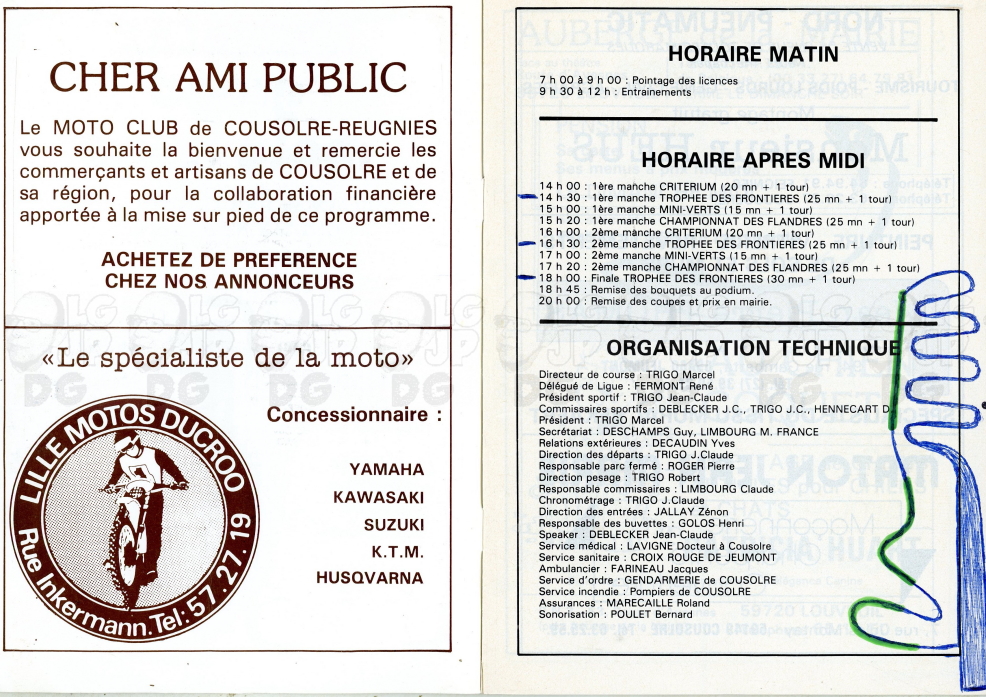 CHER AMI PUBLIC
Le MOTO CLUB de COUSOLRE-REUGNIES
vous souhaite la bienvenue et remercie les
commerçants et artisans de COUSOLRE et de
sa région, pour la collaboration financière
apportée à la mise sur pied de ce programme.
ACHETEZ DE PREFERENCE
CHEZ NOS ANNONCEURS
«Le spécialiste de la moto»
LILLE MOTOS DUCROO
Rue Inkermann. Tel: 57.27.19
Concessionnaire :
YAMAHA
KAWASAKI
SUZUKI
K.T.M.
HUSQVARNA
HORAIRE MATIN
7 h 00 à 9 h 00 : Pointage des licences
9 h 30 à 12 h : Entrainements
HORAIRE APRES MIDI
14 h 00 : 1ère manche CRITERIUM (20 mn + 1 tour)
14 h 30 : 1ère manche TROPHEE DES FRONTIERES (25 mn + 1 tour)
15 h 00 : 1ère manche MINI-VERTS (15 mn + 1 tour)
15 h 20 : 1ère manche CHAMPIONNAT DES FLANDRES (25 mn + 1 tour)
16 h 00 : 2ème manche CRITERIUM (20 mn + 1 tour)
16 h 30 : 2ème manche TROPHEE DES FRONTIERES (25 mn + 1 tour)
17 h 00 : 2ème manche MINI-VERTS (15 mn + 1 tour)
17 h 20 : 2ème manche CHAMPIONNAT DES FLANDRES (25 mn + 1 tour)
18 h 00 : Finale TROPHEE DES FRONTIERES (30 mn + 1 tour)
18 h 45 : Remise des bouquets au podium.
20 h 00 : Remise des coupes et prix en mairie.
ORGANISATION TECHNIQUE
Directeur de course : TRIGO Marcel
Délégué de Ligue : FERMONT René
Président sportif : TRIGO Jean-Claude
Commissaires sportifs : DEBLECKER J.C., TRIGO J.C., HENNECART D.
Président : TRIGO Marcel
Secrétariat : DESCHAMPS Guy, LIMBOURG M. FRANCE
Relations extérieures : DECAUDIN Yves
Direction des départs : TRIGO J.Claude
Responsable parc fermé : ROGER Pierre
Direction pesage : TRIGO Robert
Responsable commissaires : LIMBOURG Claude
Chronométrage : TRIGO J.Claude
Direction des entrées : JALLAY Zénon
Responsable des buvettes : GOLOS Henri
Speaker : DEBLECKER Jean-Claude
Service médical : LAVIGNE Docteur à Cousolre
Service sanitaire : CROIX ROUGE DE JEUMONT
Ambulancier : FARINEAU Jacques
Service d'ordre : GENDARMERIE de COUSOLRE
Service incendie : Pompiers de COUSOLRE
Assurances : MARECAILLE Roland
Sonorisation : POULET Bernard